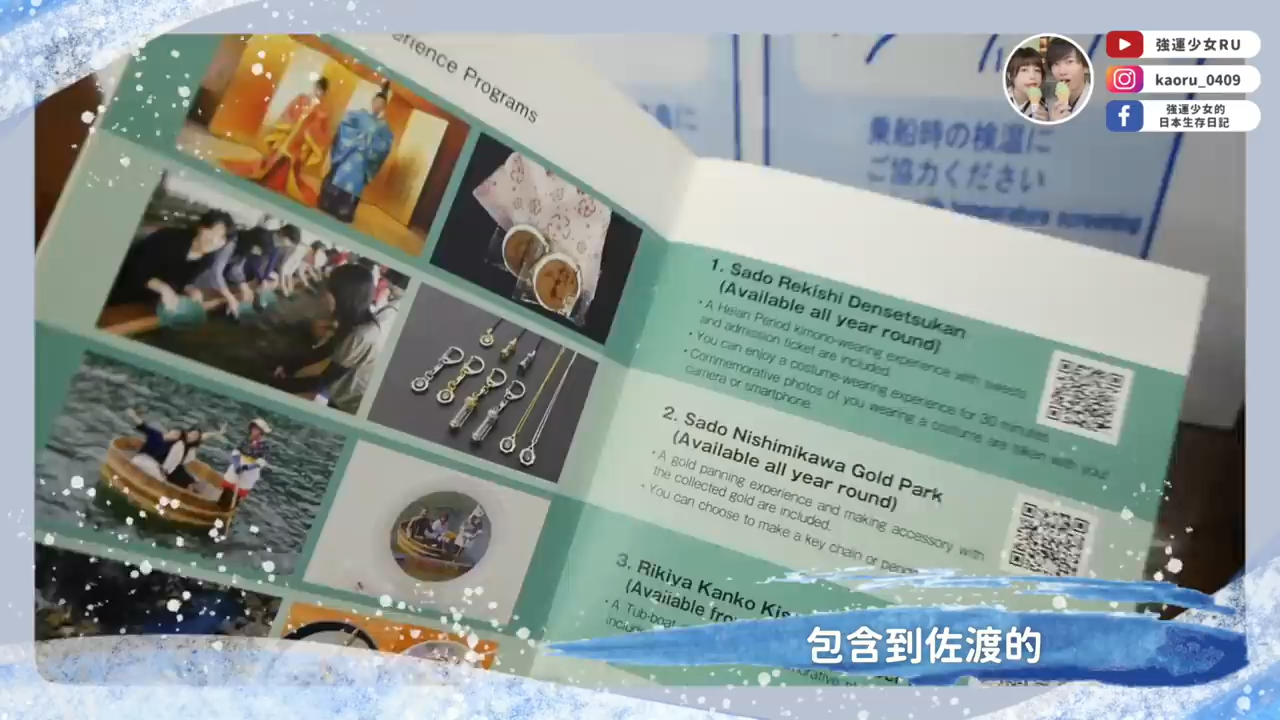 強運少女RU
kaoru_0409
強運少女的
日本生存日記
Programs
乗船時の検温に
ご協力ください
temperature screening
1. Sado Rekishi Densetsukan
(Available all year round)
・A Heian Period kimono-wearing experience with sweets
and admission ticket are included.
・You can enjoy a costume-wearing experience for 30 minutes.
・Commemorative photos of you wearing a costume are taken with your
camera or smartphone.
2. Sado Nishimikawa Gold Park
(Available all year round)
・A gold panning experience and making accessory with
the collected gold are included.
・You can choose to make a key chain or
3. Rikiya Kanko
(Available
・A Tub-boat
包含到佐渡的